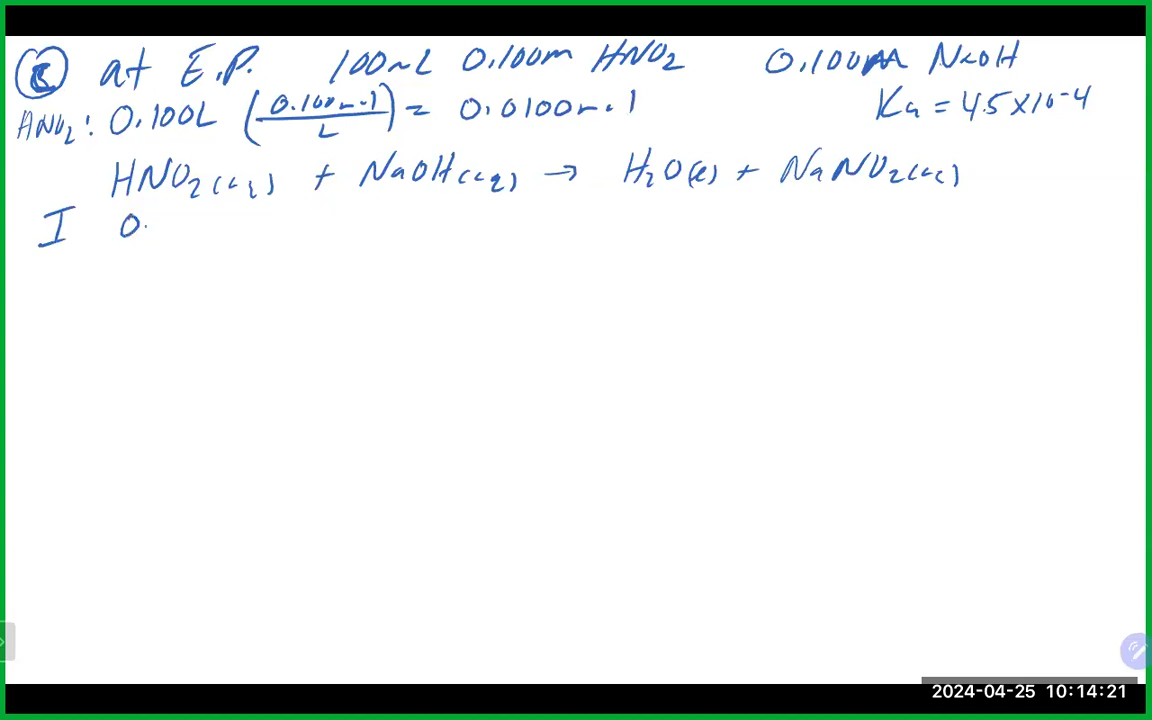 C at E.P. 100mL 0.100M HNO2 0.100M NaOH
HNO2: 0.100L (0.100mol/L) = 0.0100mol Ka = 4.5x10-4
HNO2(aq) + NaOH(aq) → H2O(l) + NaNO2(aq)
I 0.
2024-04-25 10:14:21